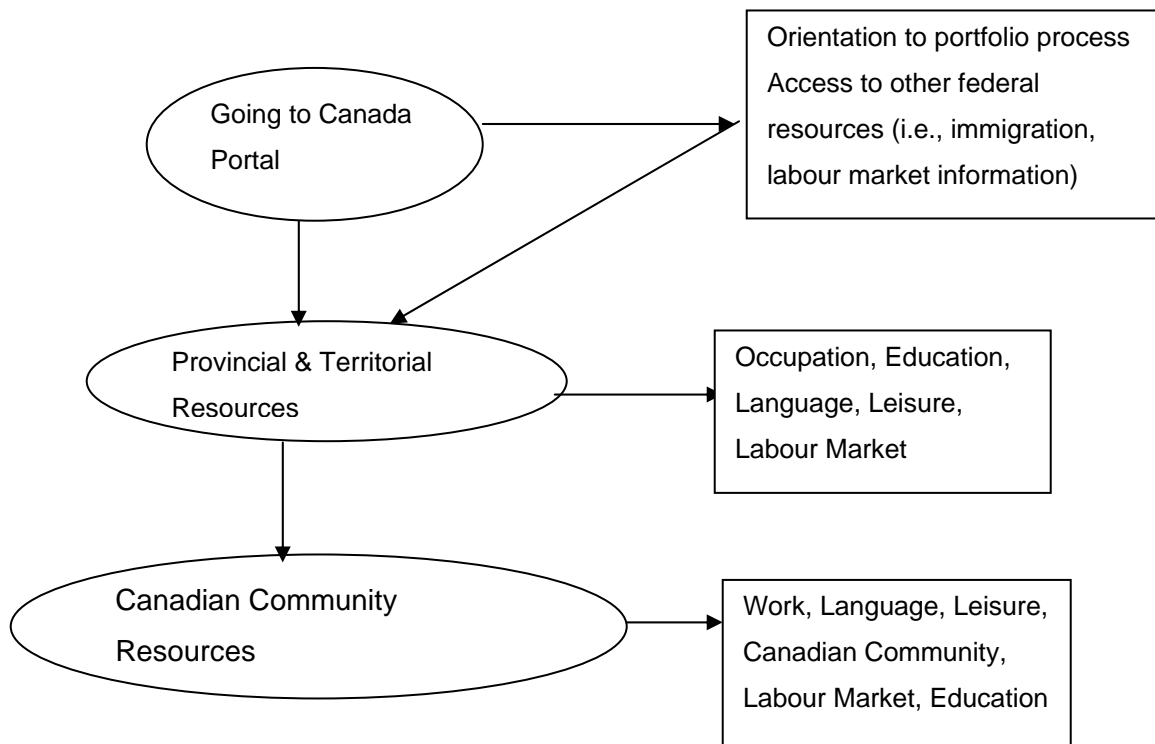 Going to Canada
Portal
Orientation to portfolio process
Access to other federal
resources (i.e., immigration,
labour market information)
Provincial & Territorial
Resources
Occupation, Education,
Language, Leisure,
Labour Market
Canadian Community
Resources
Work, Language, Leisure,
Canadian Community,
Labour Market, Education